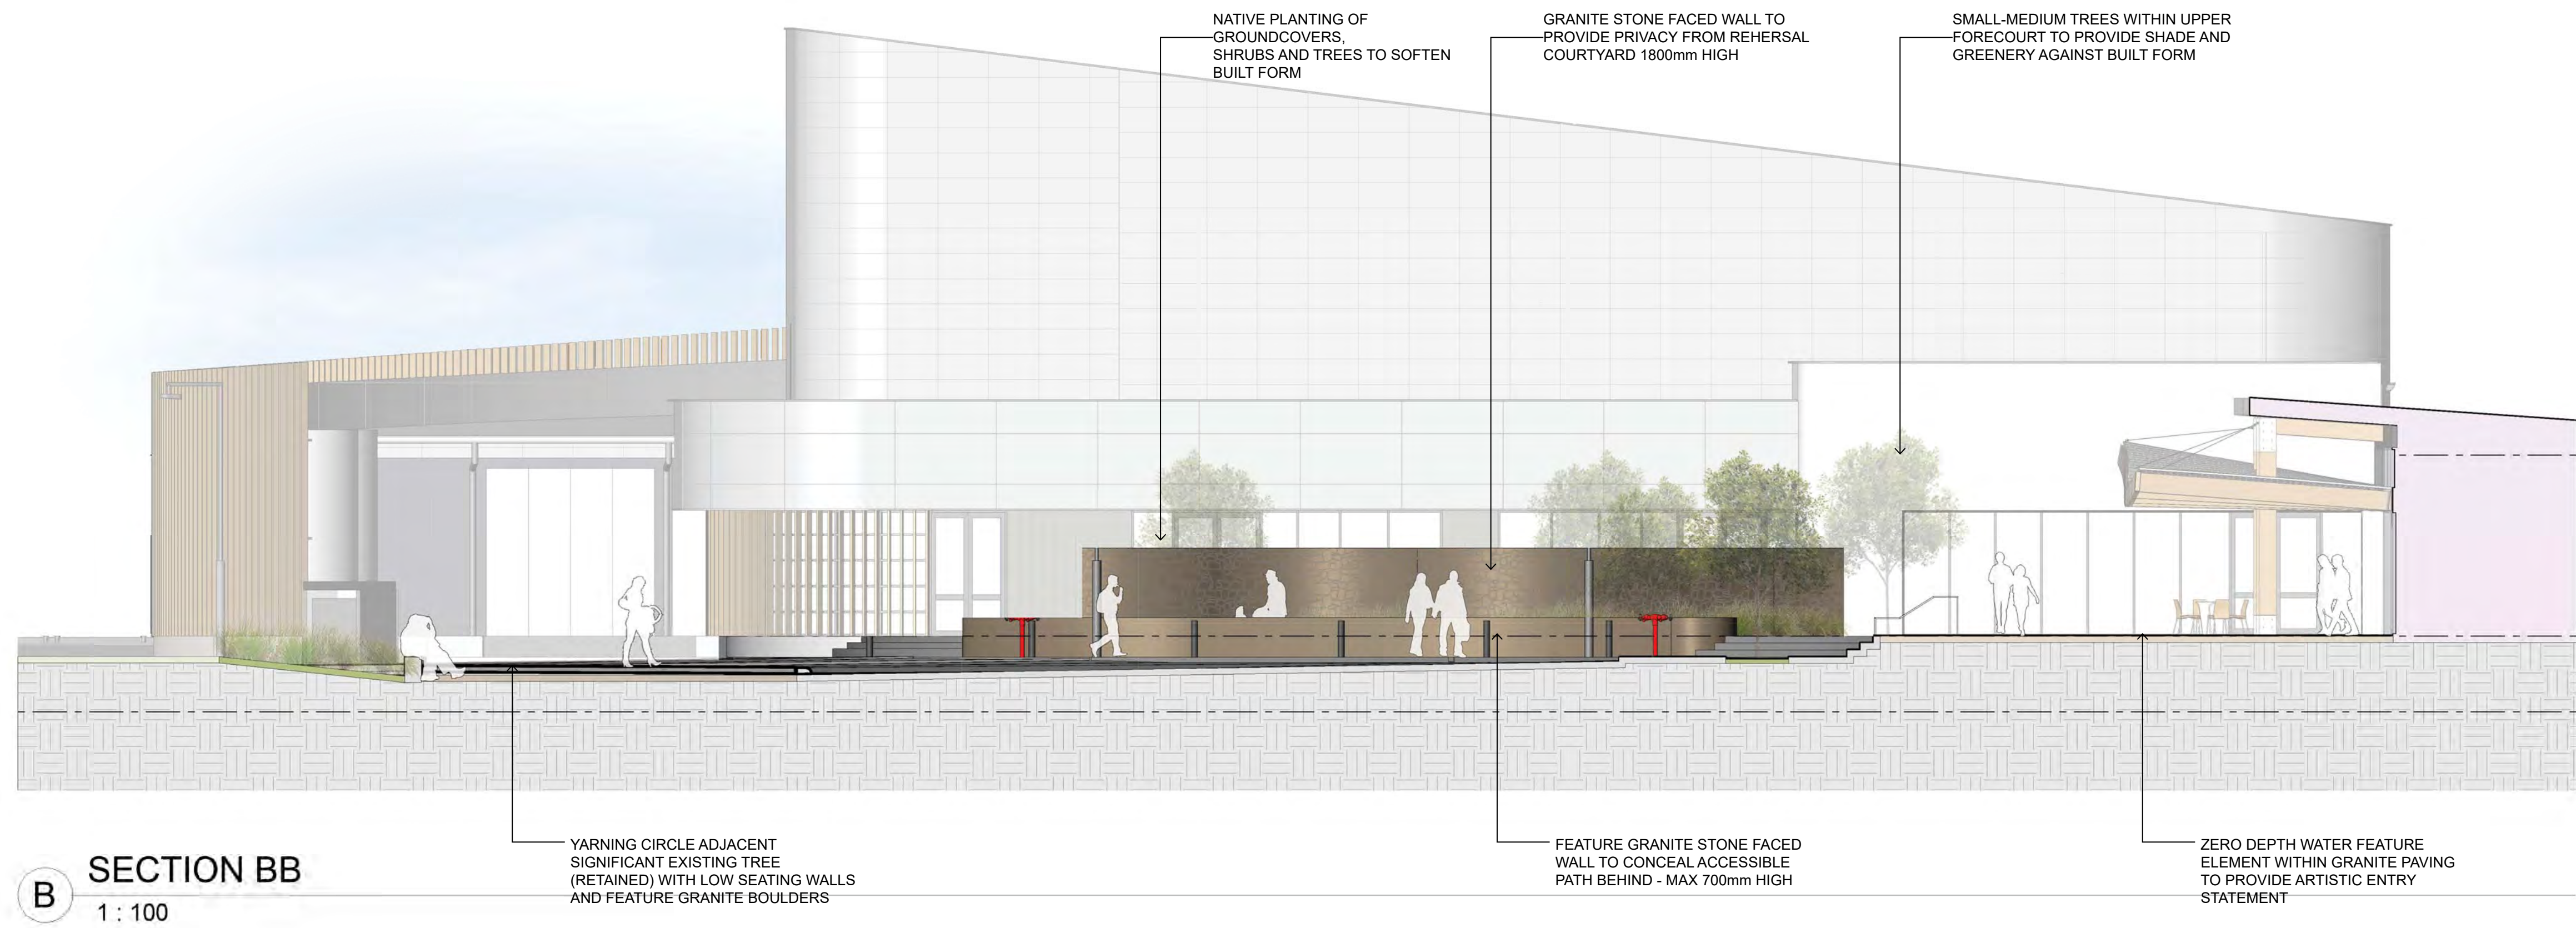 NATIVE PLANTING OF
GROUNDCOVERS,
SHRUBS AND TREES TO SOFTEN
BUILT FORM
GRANITE STONE FACED WALL TO
PROVIDE PRIVACY FROM REHERSAL
COURTYARD 1800mm HIGH
SMALL-MEDIUM TREES WITHIN UPPER
FORECOURT TO PROVIDE SHADE AND
GREENERY AGAINST BUILT FORM
YARNING CIRCLE ADJACENT
SIGNIFICANT EXISTING TREE
(RETAINED) WITH LOW SEATING WALLS
AND FEATURE GRANITE BOULDERS
FEATURE GRANITE STONE FACED
WALL TO CONCEAL ACCESSIBLE
PATH BEHIND - MAX 700mm HIGH
ZERO DEPTH WATER FEATURE
ELEMENT WITHIN GRANITE PAVING
TO PROVIDE ARTISTIC ENTRY
STATEMENT
B SECTION BB
1 : 100